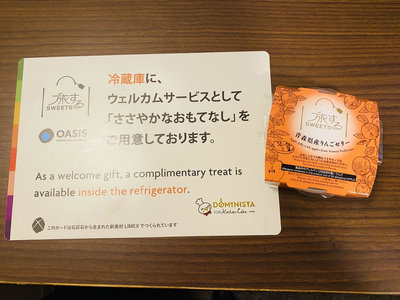 旅する
SWEETS
OASIS
冷蔵庫に、
ウェルカムサービスとして
「ささやかなおもてなし」を
ご用意しております。
As a welcome gift, a complimentary treat is
available inside the refrigerator.
DOMINISTA
このカードは石灰石から生まれた新素材 LIMEX でつくられています
旅する
SWEETS
青森県産りんごゼリー